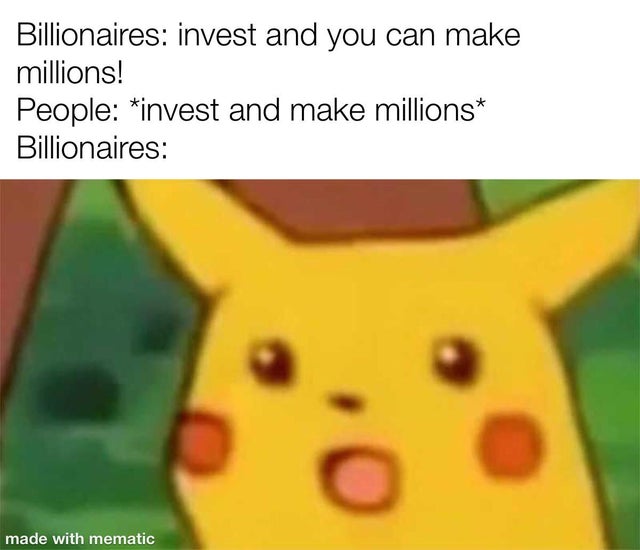 Billionaires: invest and you can make
millions!
People: *invest and make millions*
Billionaires:
made with mematic